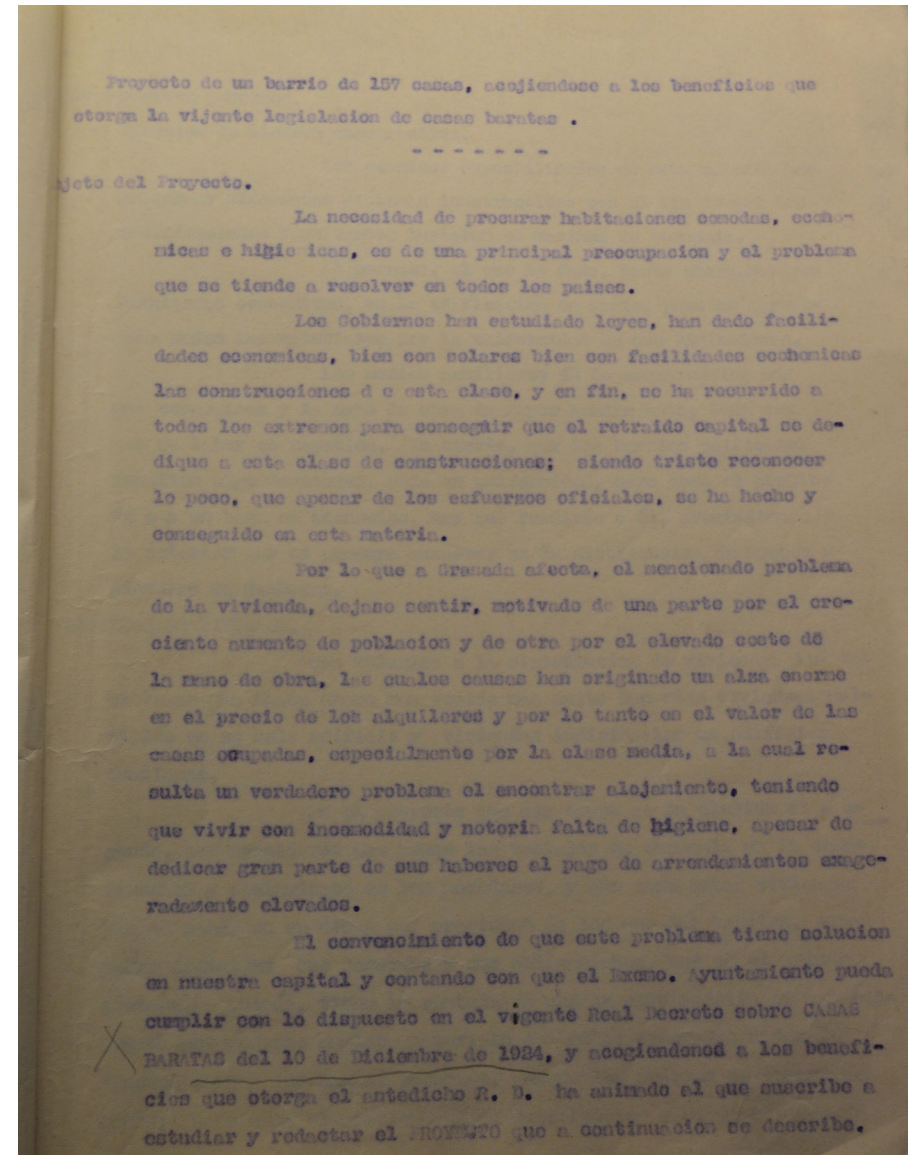 Proyecto de un barrio de 157 casas, acojiendose a los beneficios que
otorga la vijente legislacion de casas baratas .
- - - - - - -
jeto del Proyecto.
La necesidad de procurar habitaciones comodas, econo-
micas e higie icas, es de una principal preocupacion y el problema
que se tiende a resolver en todos los paises.
Los Gobiernos han estudiado leyes, han dado facili-
dades economicas, bien con solares bien con facilidades echonicas
las construcciones d e esta clase, y en fin, se ha recurrido a
todos los extremos para conseguir que el retraido capital se de-
dique a esta clase de construcciones; siendo triste reconocer
lo poco, que apesar de los esfuerzos oficiales, se ha hecho y
conseguido en esta materia.
Por lo que a Granada afecta, el mencionado problema
de la vivienda, dejase sentir, motivado de una parte por el cre-
ciente aumento de poblacion y de otra por el elevado coste de
la mano de obra, las cuales causas han originado un alza enorme
en el precio de los alquileres y por lo tanto en el valor de las
casas ocupadas, especialmente por la clase media, a la cual re-
sulta un verdadero problema el encontrar alojamiento, teniendo
que vivir con incomodidad y notoria falta de higiene, apesar de
dedicar gran parte de sus haberes al pago de arrendamientos exage-
radamente elevados.
El convencimiento de que este problema tiene solucion
en nuestra capital y contando con que el Excmo. Ayuntamiento pueda
cumplir con lo dispuesto en el vigente Real Decreto sobre CASAS
BARATAS del 10 de Diciembre de 1924, y acogiendonod a los benefi-
cios que otorga el antedicho R. D. ha animado al que suscribe a
estudiar y redactar el PROYECTO que a continuacion se describe.